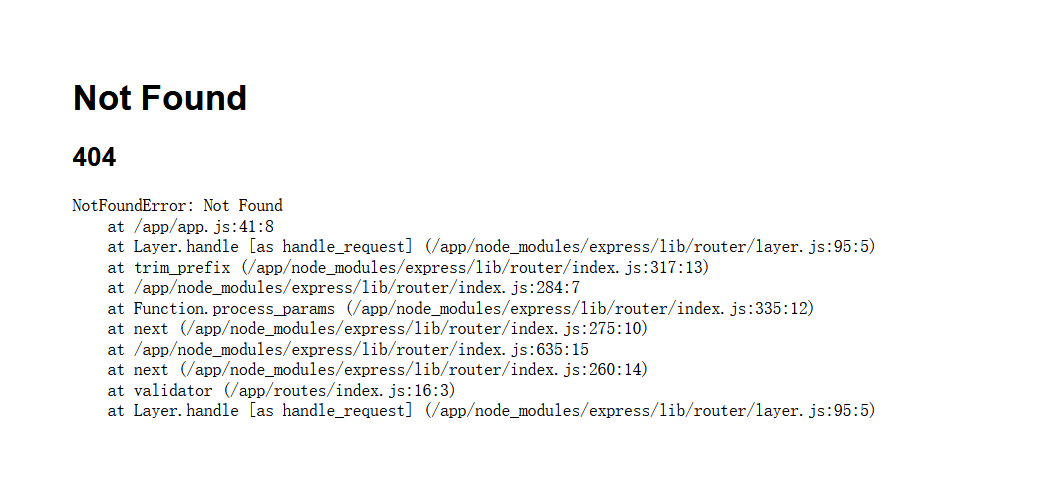 Not Found
404
NotFoundError: Not Found
    at /app/app.js:41:8
    at Layer.handle [as handle_request] (/app/node_modules/express/lib/router/layer.js:95:5)
    at trim_prefix (/app/node_modules/express/lib/router/index.js:317:13)
    at /app/node_modules/express/lib/router/index.js:284:7
    at Function.process_params (/app/node_modules/express/lib/router/index.js:335:12)
    at next (/app/node_modules/express/lib/router/index.js:275:10)
    at /app/node_modules/express/lib/router/index.js:635:15
    at next (/app/node_modules/express/lib/router/index.js:260:14)
    at validator (/app/routes/index.js:16:3)
    at Layer.handle [as handle_request] (/app/node_modules/express/lib/router/layer.js:95:5)